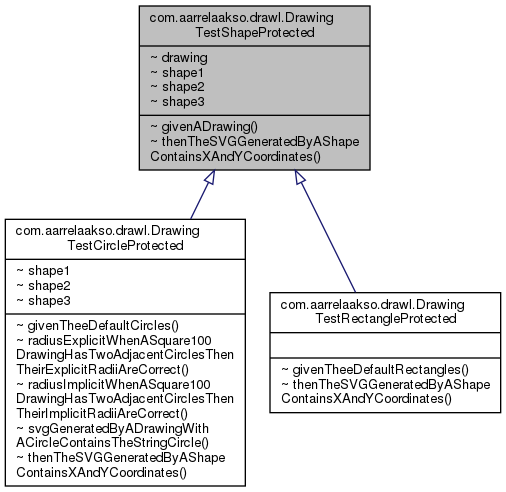 com.aarrelaakso.drawl.Drawing
TestShapeProtected
~ drawing
~ shape1
~ shape2
~ shape3
~ givenADrawing()
~ thenTheSVGGeneratedByAShape
ContainsXAndYCoordinates()
com.aarrelaakso.drawl.Drawing
TestCircleProtected
~ shape1
~ shape2
~ shape3
~ givenTheeDefaultCircles()
~ radiusExplicitWhenASquare100
DrawingHasTwoAdjacentCirclesThen
TheirExplicitRadiiAreCorrect()
~ radiusImplicitWhenASquare100
DrawingHasTwoAdjacentCirclesThen
TheirImplicitRadiiAreCorrect()
~ svgGeneratedByADrawingWith
ACircleContainsTheStringCircle()
~ thenTheSVGGeneratedByAShape
ContainsXAndYCoordinates()
com.aarrelaakso.drawl.Drawing
TestRectangleProtected
~ givenTheeDefaultRectangles()
~ thenTheSVGGeneratedByAShape
ContainsXAndYCoordinates()